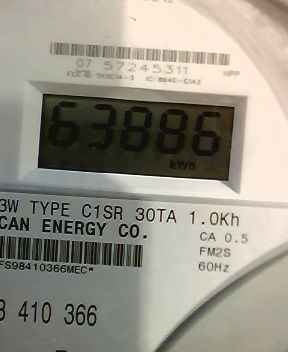 07 57245311 HPP
63886
kWh
3W TYPE C1SR 30TA 1.0Kh
CAN ENERGY CO. CA 0.5
FM2S
60Hz
FS98410366MEC*
410 366